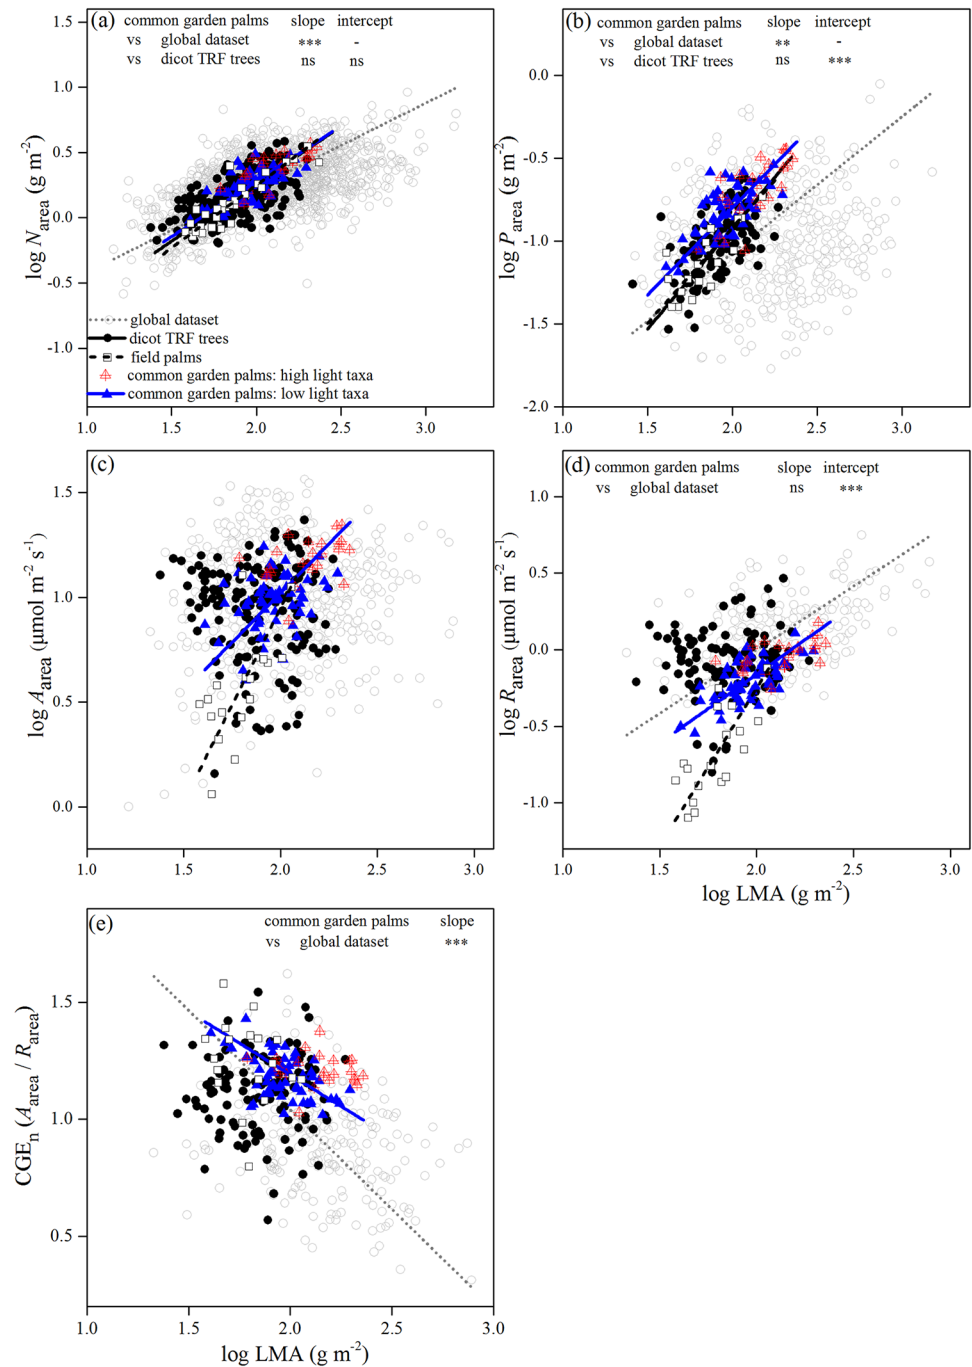 (a) common garden palms slope intercept
vs global dataset *** -
vs dicot TRF trees ns ns
1.5
1.0
0.5
0.0
-0.5
-1.0
log N_area (g m⁻²)
global dataset
dicot TRF trees
field palms
common garden palms: high light taxa
common garden palms: low light taxa
1.0 1.5 2.0 2.5 3.0
(b) common garden palms slope intercept
vs global dataset ** -
vs dicot TRF trees ns ***
0.0
-0.5
-1.0
-1.5
-2.0
log P_area (g m⁻²)
1.0 1.5 2.0 2.5 3.0
(c)
1.5
1.0
0.5
0.0
log A_area (μmol m⁻² s⁻¹)
1.0 1.5 2.0 2.5 3.0
(d) common garden palms slope intercept
vs global dataset ns ***
1.0
0.5
0.0
-0.5
-1.0
log R_area (μmol m⁻² s⁻¹)
1.0 1.5 2.0 2.5 3.0
log LMA (g m⁻²)
(e) common garden palms slope
vs global dataset ***
1.5
1.0
0.5
CGE_n (A_area / R_area)
1.0 1.5 2.0 2.5 3.0
log LMA (g m⁻²)